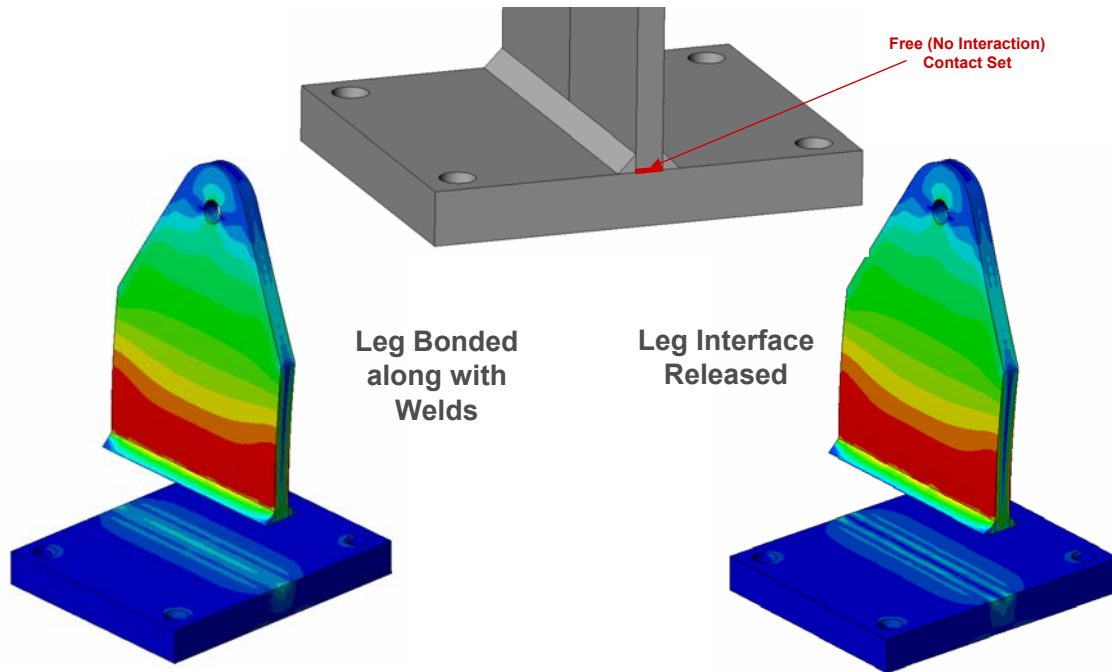 Free (No Interaction)
Contact Set
Leg Bonded
along with
Welds
Leg Interface
Released